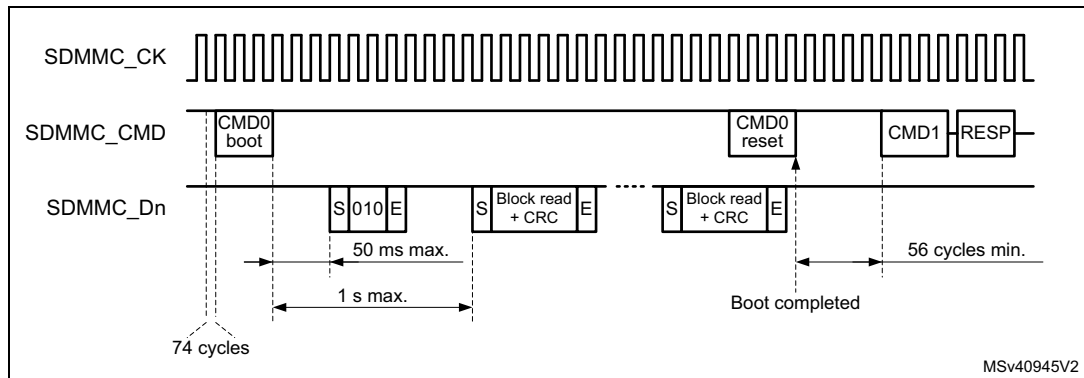 SDMMC_CK
SDMMC_CMD
CMD0
boot
CMD0
reset
CMD1
RESP
SDMMC_Dn
S
010
E
S
Block read
+ CRC
E
S
Block read
+ CRC
E
50 ms max.
56 cycles min.
1 s max.
Boot completed
74 cycles
MSv40945V2